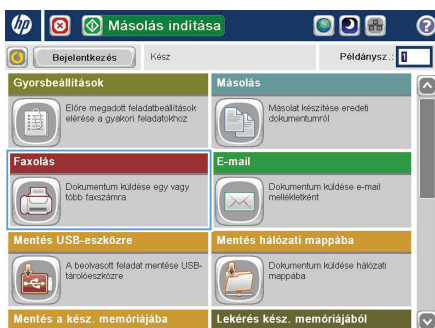 hp Másolás indítása ?
Bejelentkezés Kész Példánysz.: 1
Gyorsbeállítások Másolás
Előre megadott feladatbeállítások Másolat készítése eredeti
elérése a gyakori feladatokhoz dokumentumról
Faxolás E-mail
Dokumentum küldése egy vagy Dokumentum küldése e-mail
több faxszámra mellékletként
Mentés USB-eszközre Mentés hálózati mappába
A beolvasott feladat mentése USB- Dokumentum küldése hálózati
tárolóeszközre mappába
Mentés a kész. memóriájába Lekérés kész. memóriájából